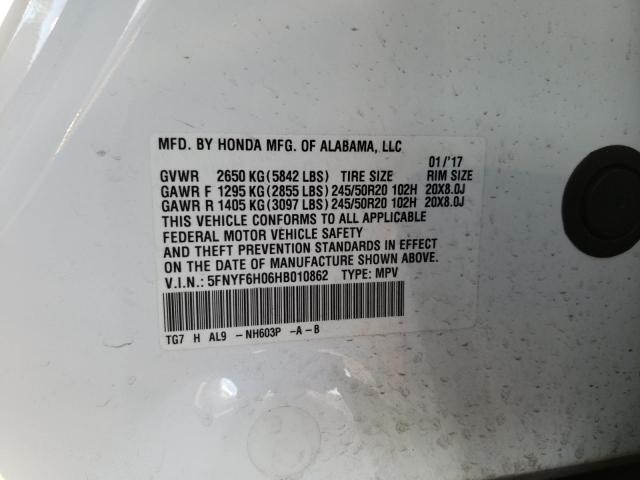 MFD. BY HONDA MFG. OF ALABAMA, LLC
01/'17
GVWR 2650 KG(5842 LBS) TIRE SIZE RIM SIZE
GAWR F 1295 KG(2855 LBS) 245/50R20 102H 20X8.0J
GAWR R 1405 KG(3097 LBS) 245/50R20 102H 20X8.0J
THIS VEHICLE CONFORMS TO ALL APPLICABLE
FEDERAL MOTOR VEHICLE SAFETY
AND THEFT PREVENTION STANDARDS IN EFFECT
ON THE DATE OF MANUFACTURE SHOWN ABOVE.
V.I.N.: 5FNYF6H06HB010862 TYPE: MPV
TG7 H AL9 - NH603P -A-B